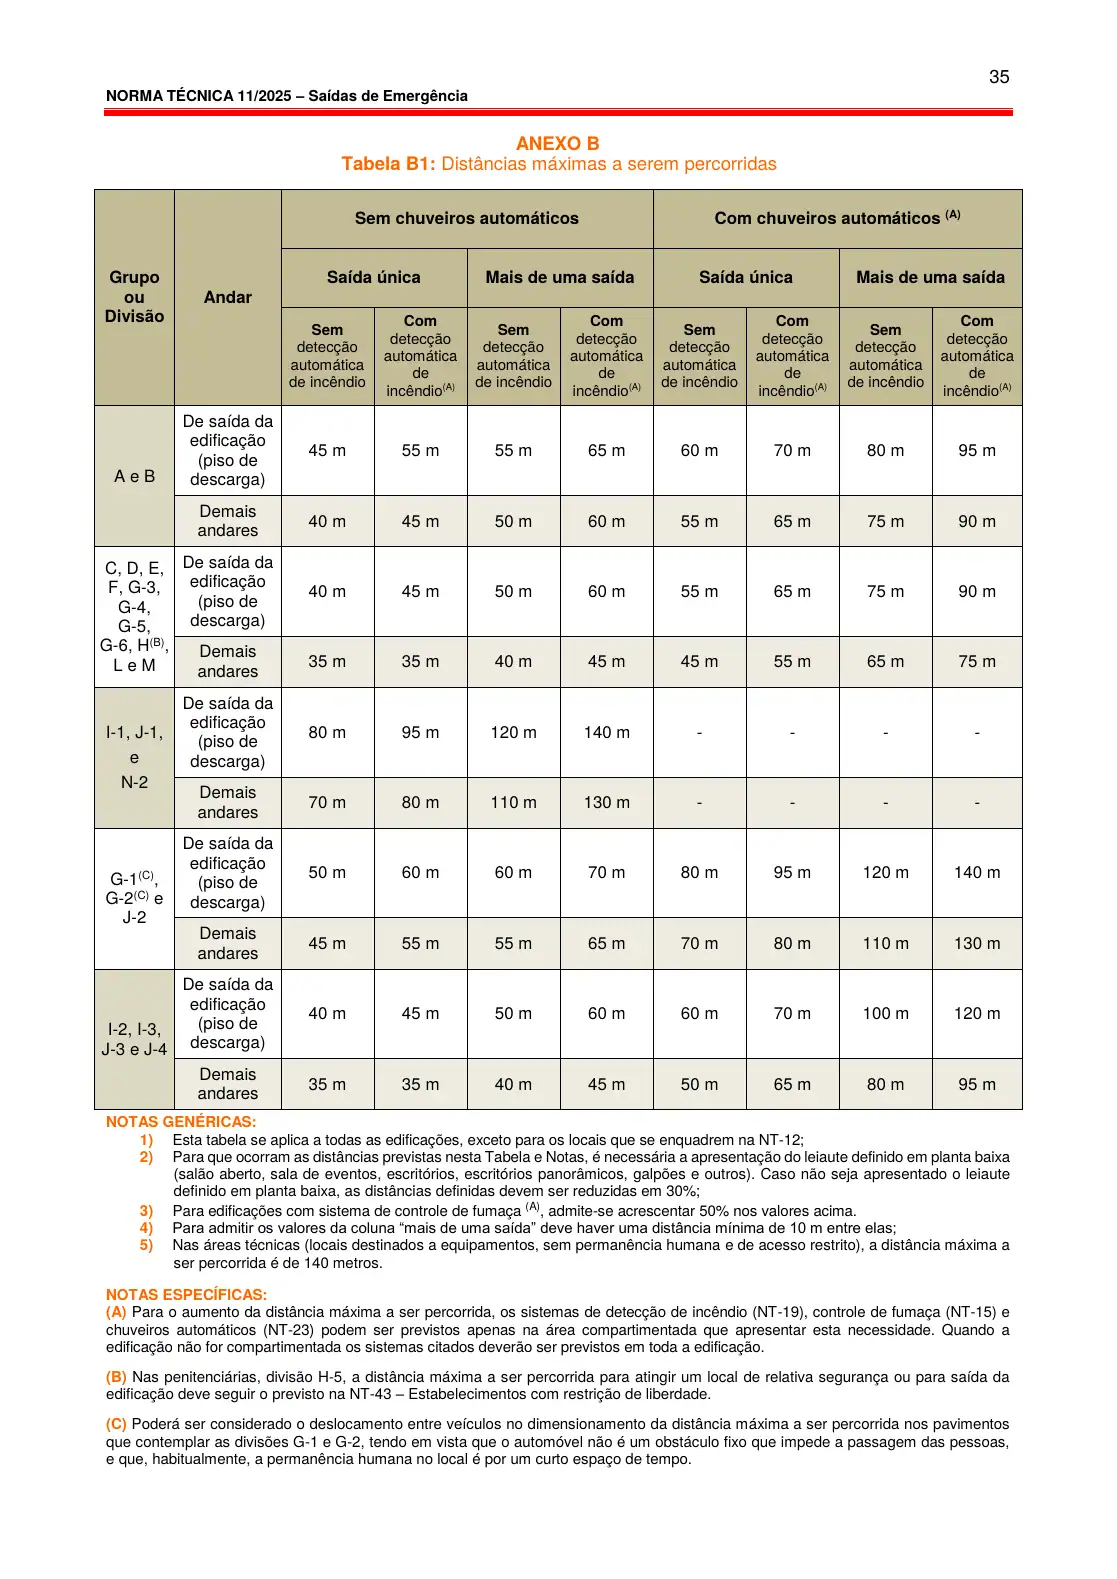 35
NORMA TÉCNICA 11/2025 – Saídas de Emergência
ANEXO B
Tabela B1: Distâncias máximas a serem percorridas
Grupo
ou
Divisão
Andar
Sem chuveiros automáticos
Com chuveiros automáticos (A)
Saída única
Mais de uma saída
Saída única
Mais de uma saída
Sem
detecção
automática
de incêndio
Com
detecção
automática
de
incêndio(A)
Sem
detecção
automática
de incêndio
Com
detecção
automática
de
incêndio(A)
Sem
detecção
automática
de incêndio
Com
detecção
automática
de
incêndio(A)
Sem
detecção
automática
de incêndio
Com
detecção
automática
de
incêndio(A)
A e B
De saída da
edificação
(piso de
descarga)
45 m 55 m 55 m 65 m 60 m 70 m 80 m 95 m
Demais
andares
40 m 45 m 50 m 60 m 55 m 65 m 75 m 90 m
C, D, E,
F, G-3,
G-4,
G-5,
G-6, H(B),
L e M
De saída da
edificação
(piso de
descarga)
40 m 45 m 50 m 60 m 55 m 65 m 75 m 90 m
Demais
andares
35 m 35 m 40 m 45 m 45 m 55 m 65 m 75 m
I-1, J-1,
e
N-2
De saída da
edificação
(piso de
descarga)
80 m 95 m 120 m 140 m - - - -
Demais
andares
70 m 80 m 110 m 130 m - - - -
G-1(C),
G-2(C) e
J-2
De saída da
edificação
(piso de
descarga)
50 m 60 m 60 m 70 m 80 m 95 m 120 m 140 m
Demais
andares
45 m 55 m 55 m 65 m 70 m 80 m 110 m 130 m
I-2, I-3,
J-3 e J-4
De saída da
edificação
(piso de
descarga)
40 m 45 m 50 m 60 m 60 m 70 m 100 m 120 m
Demais
andares
35 m 35 m 40 m 45 m 50 m 65 m 80 m 95 m
NOTAS GENÉRICAS:
1) Esta tabela se aplica a todas as edificações, exceto para os locais que se enquadrem na NT-12;
2) Para que ocorram as distâncias previstas nesta Tabela e Notas, é necessária a apresentação do leiaute definido em planta baixa
(salão aberto, sala de eventos, escritórios, escritórios panorâmicos, galpões e outros). Caso não seja apresentado o leiaute
definido em planta baixa, as distâncias definidas devem ser reduzidas em 30%;
3) Para edificações com sistema de controle de fumaça (A), admite-se acrescentar 50% nos valores acima.
4) Para admitir os valores da coluna “mais de uma saída” deve haver uma distância mínima de 10 m entre elas;
5) Nas áreas técnicas (locais destinados a equipamentos, sem permanência humana e de acesso restrito), a distância máxima a
ser percorrida é de 140 metros.
NOTAS ESPECÍFICAS:
(A) Para o aumento da distância máxima a ser percorrida, os sistemas de detecção de incêndio (NT-19), controle de fumaça (NT-15) e
chuveiros automáticos (NT-23) podem ser previstos apenas na área compartimentada que apresentar esta necessidade. Quando a
edificação não for compartimentada os sistemas citados deverão ser previstos em toda a edificação.
(B) Nas penitenciárias, divisão H-5, a distância máxima a ser percorrida para atingir um local de relativa segurança ou para saída da
edificação deve seguir o previsto na NT-43 – Estabelecimentos com restrição de liberdade.
(C) Poderá ser considerado o deslocamento entre veículos no dimensionamento da distância máxima a ser percorrida nos pavimentos
que contemplar as divisões G-1 e G-2, tendo em vista que o automóvel não é um obstáculo fixo que impede a passagem das pessoas,
e que, habitualmente, a permanência humana no local é por um curto espaço de tempo.